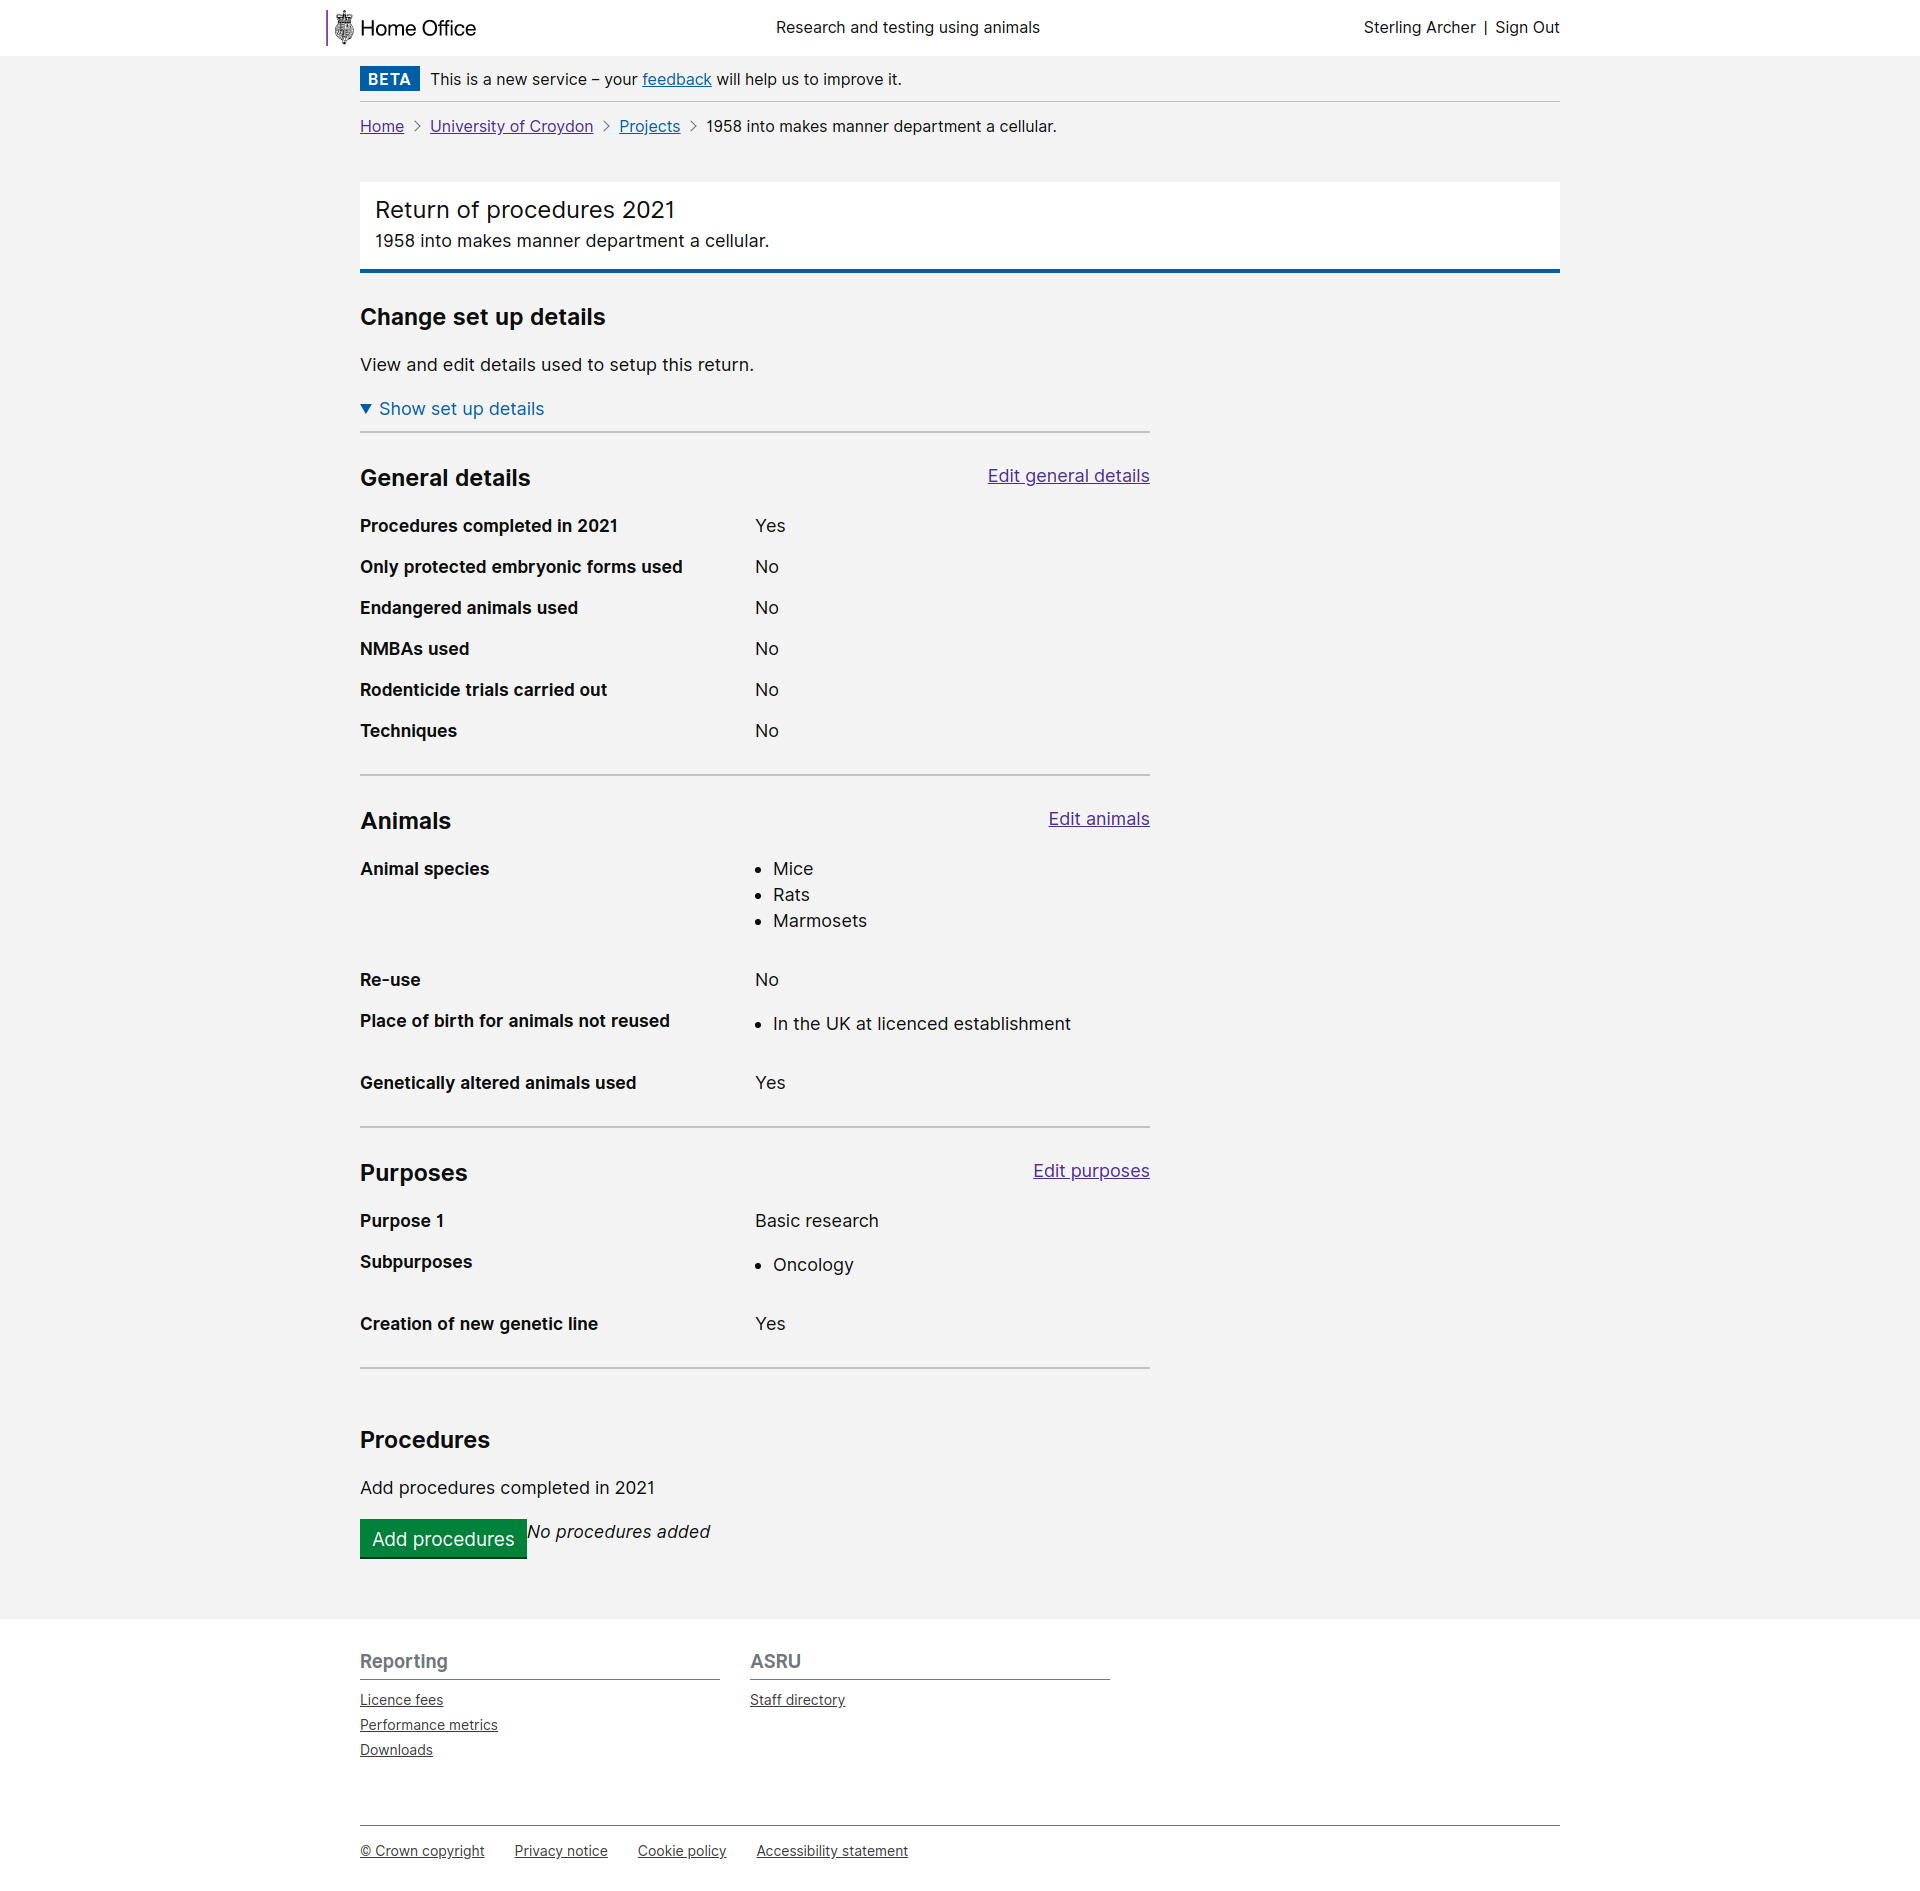 Home Office
Research and testing using animals
Sterling Archer | Sign Out
BETA This is a new service – your feedback will help us to improve it.
Home > University of Croydon > Projects > 1958 into makes manner department a cellular.
Return of procedures 2021
1958 into makes manner department a cellular.
Change set up details
View and edit details used to setup this return.
▼ Show set up details
General details Edit general details
Procedures completed in 2021 Yes
Only protected embryonic forms used No
Endangered animals used No
NMBAs used No
Rodenticide trials carried out No
Techniques No
Animals Edit animals
Animal species • Mice
• Rats
• Marmosets
Re-use No
Place of birth for animals not reused • In the UK at licenced establishment
Genetically altered animals used Yes
Purposes Edit purposes
Purpose 1 Basic research
Subpurposes • Oncology
Creation of new genetic line Yes
Procedures
Add procedures completed in 2021
Add procedures No procedures added
Reporting
Licence fees
Performance metrics
Downloads
ASRU
Staff directory
© Crown copyright Privacy notice Cookie policy Accessibility statement